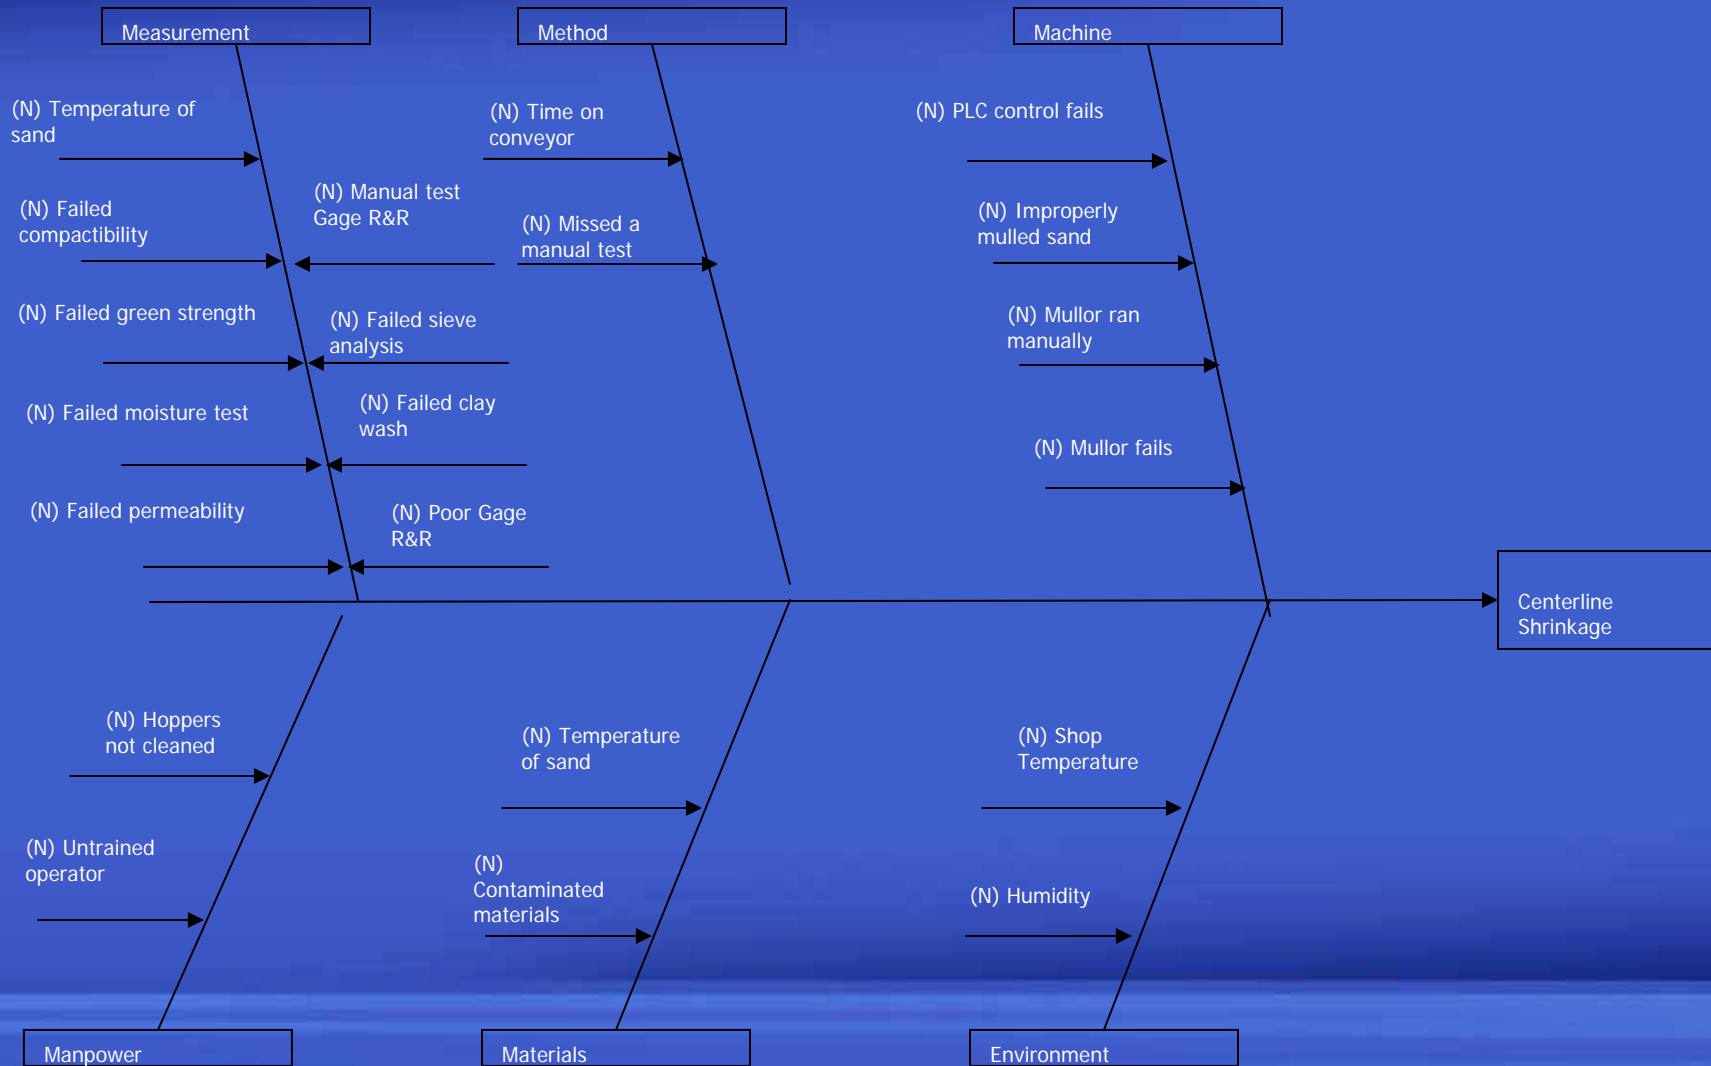 Measurement
Method
Machine
(N) Temperature of
sand
(N) Time on
conveyor
(N) PLC control fails
(N) Manual test
Gage R&R
(N) Failed
compactibility
(N) Missed a
manual test
(N) Improperly
mulled sand
(N) Failed green strength
(N) Failed sieve
analysis
(N) Mullor ran
manually
(N) Failed moisture test
(N) Failed clay
wash
(N) Mullor fails
(N) Failed permeability
(N) Poor Gage
R&R
Centerline
Shrinkage
(N) Hoppers
not cleaned
(N) Temperature
of sand
(N) Shop
Temperature
(N) Untrained
operator
(N)
Contaminated
materials
(N) Humidity
Manpower
Materials
Environment